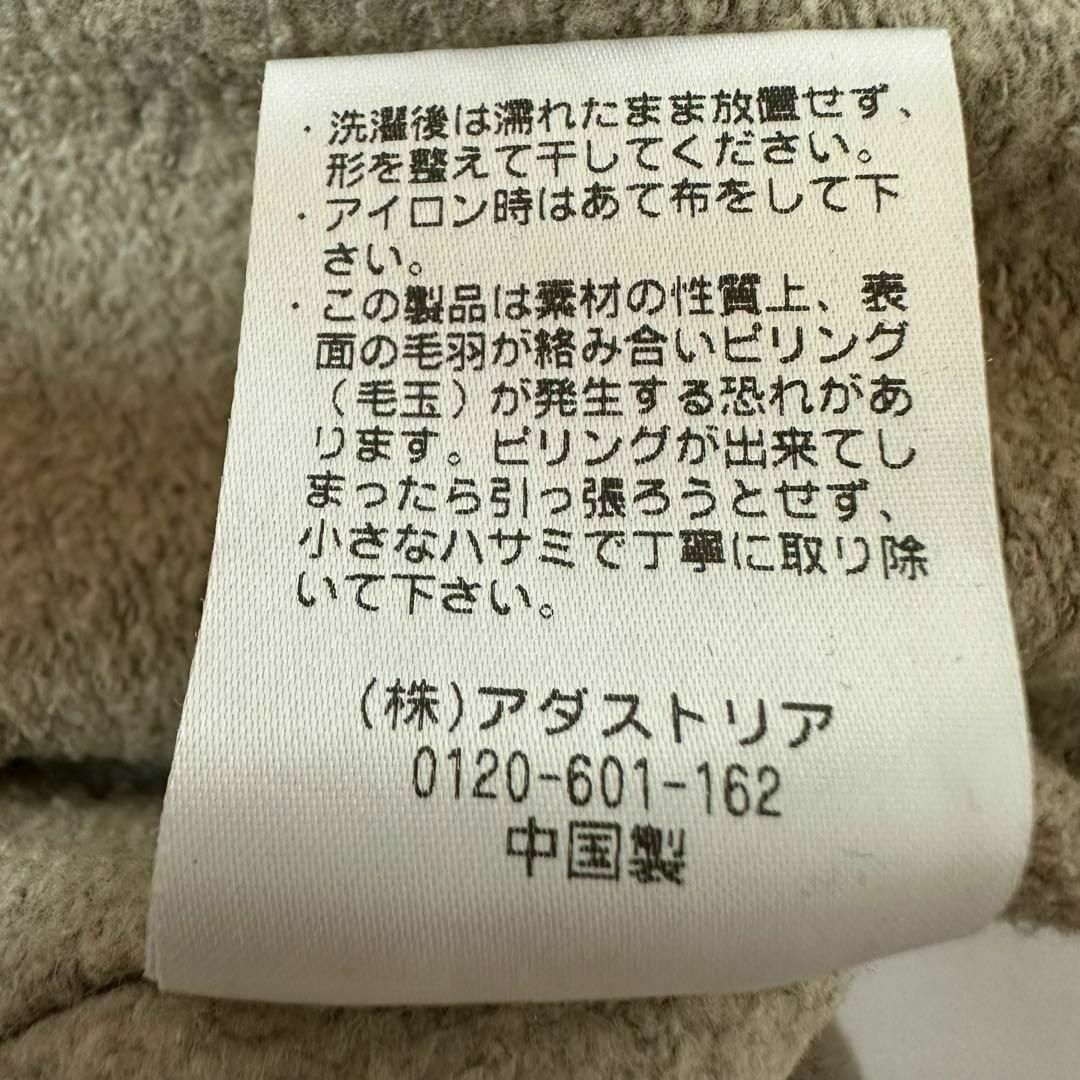 ・洗濯後は濡れたまま放置せず、
形を整えて干してください。
・アイロン時はあて布をして下
さい。
・この製品は素材の性質上、表
面の毛羽が絡み合いピリング
（毛玉）が発生する恐れがあ
ります。ピリングが出来てし
まったら引っ張ろうとせず、
小さなハサミで丁寧に取り除
いて下さい。
(株)アダストリア
0120-601-162
中国製